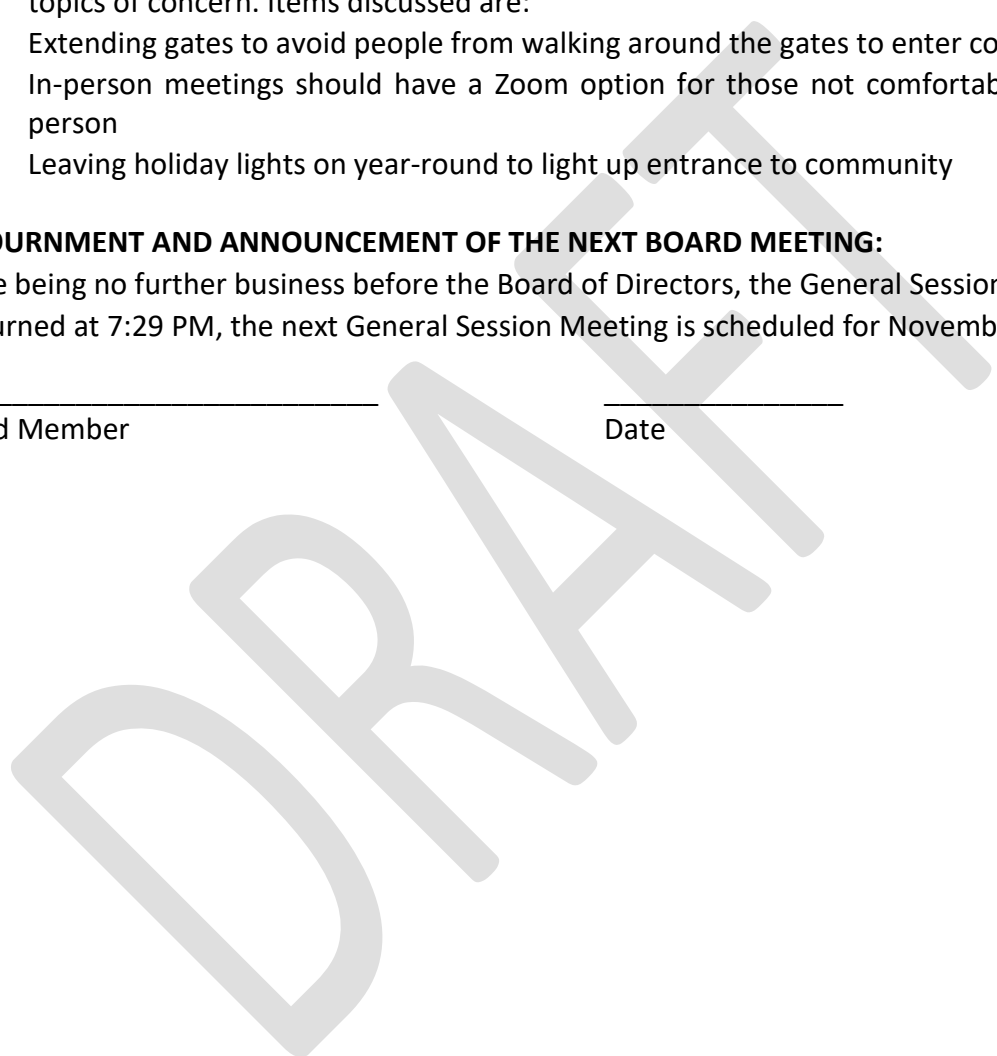 topics of concern. Items discussed are:
Extending gates to avoid people from walking around the gates to enter co
In-person meetings should have a Zoom option for those not comfortab
person
Leaving holiday lights on year-round to light up entrance to community
OURNMENT AND ANNOUNCEMENT OF THE NEXT BOARD MEETING:
e being no further business before the Board of Directors, the General Session
urned at 7:29 PM, the next General Session Meeting is scheduled for Novemb
d Member Date
DRAFT